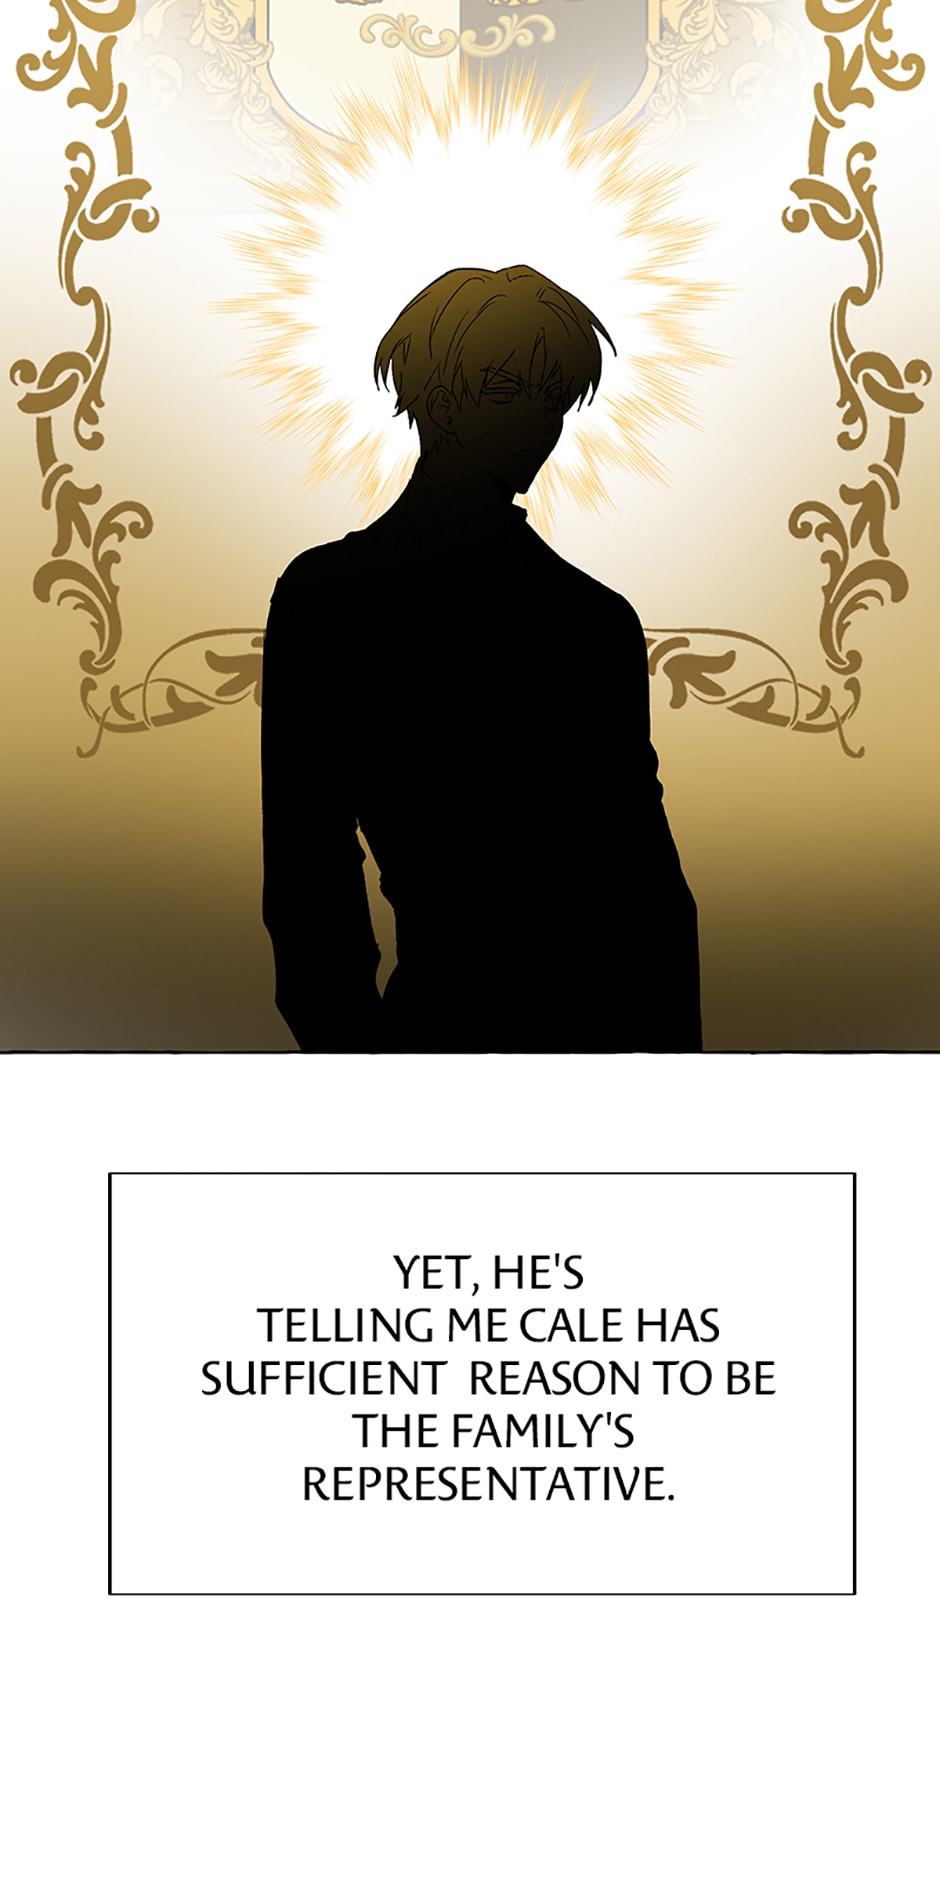 YET, HE'S
TELLING ME CALE HAS
SUFFICIENT  REASON TO BE
THE FAMILY'S
REPRESENTATIVE.